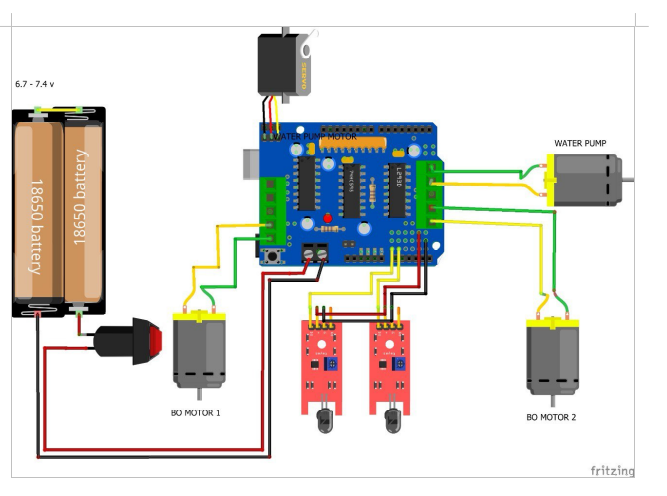 SERVO
6.7 - 7.4 v
WATER PUMP MOTOR
WATER PUMP
L293D
18650 battery
18650 battery
BO MOTOR 1
BO MOTOR 2
fritzing